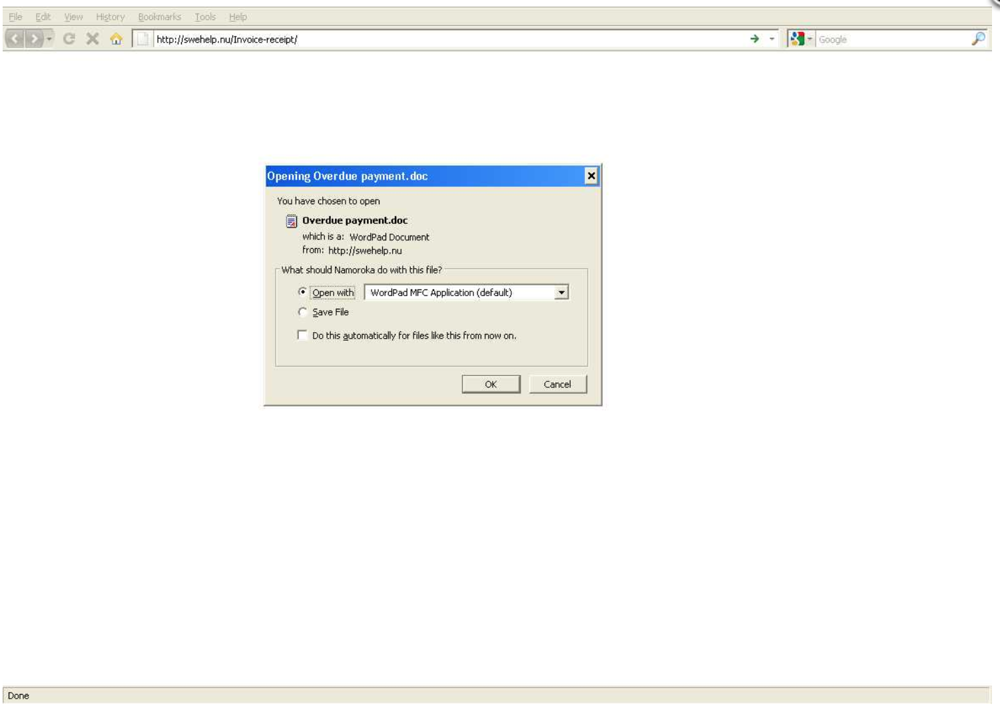 File Edit View History Bookmarks Tools Help
http://swehelp.nu/Invoice-receipt/ Google
Opening Overdue payment.doc
You have chosen to open
Overdue payment.doc
which is a: WordPad Document
from: http://swehelp.nu
What should Namoroka do with this file?
Open with WordPad MFC Application (default)
Save File
Do this automatically for files like this from now on.
OK Cancel
Done